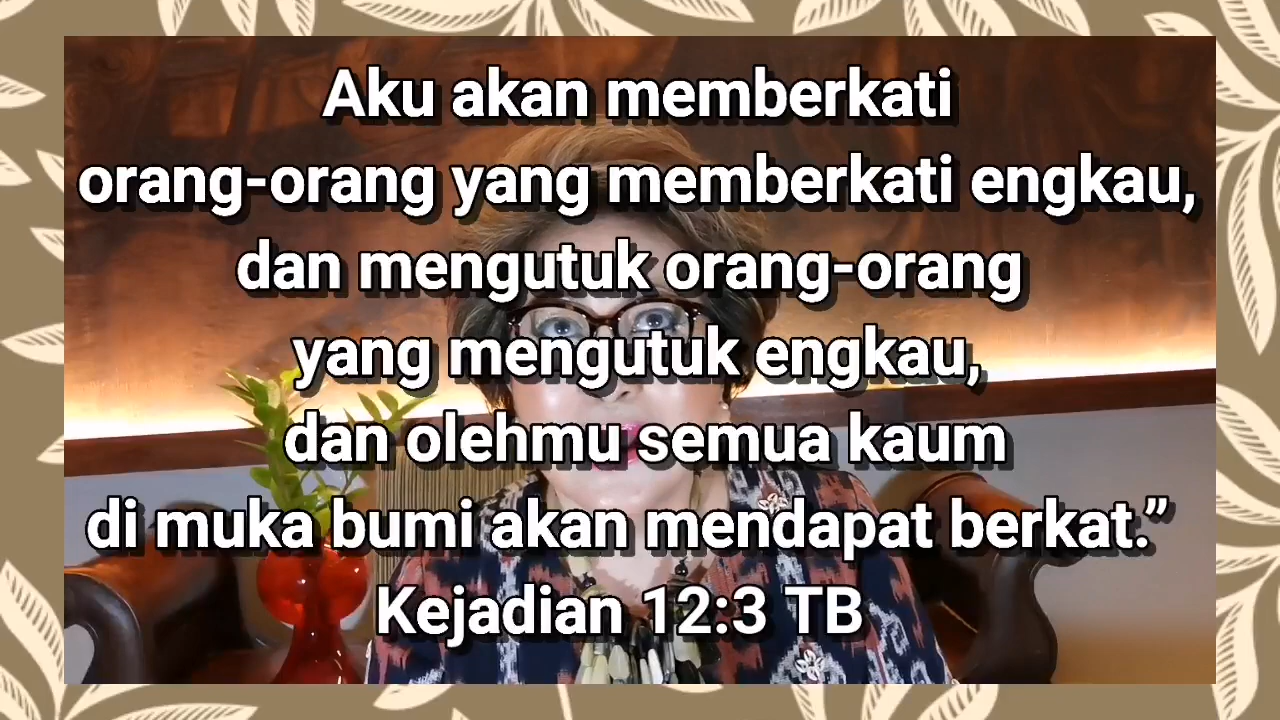 Aku akan memberkati
orang-orang yang memberkati engkau,
dan mengutuk orang-orang
yang mengutuk engkau,
dan olehmu semua kaum
di muka bumi akan mendapat berkat.”
Kejadian 12:3 TB